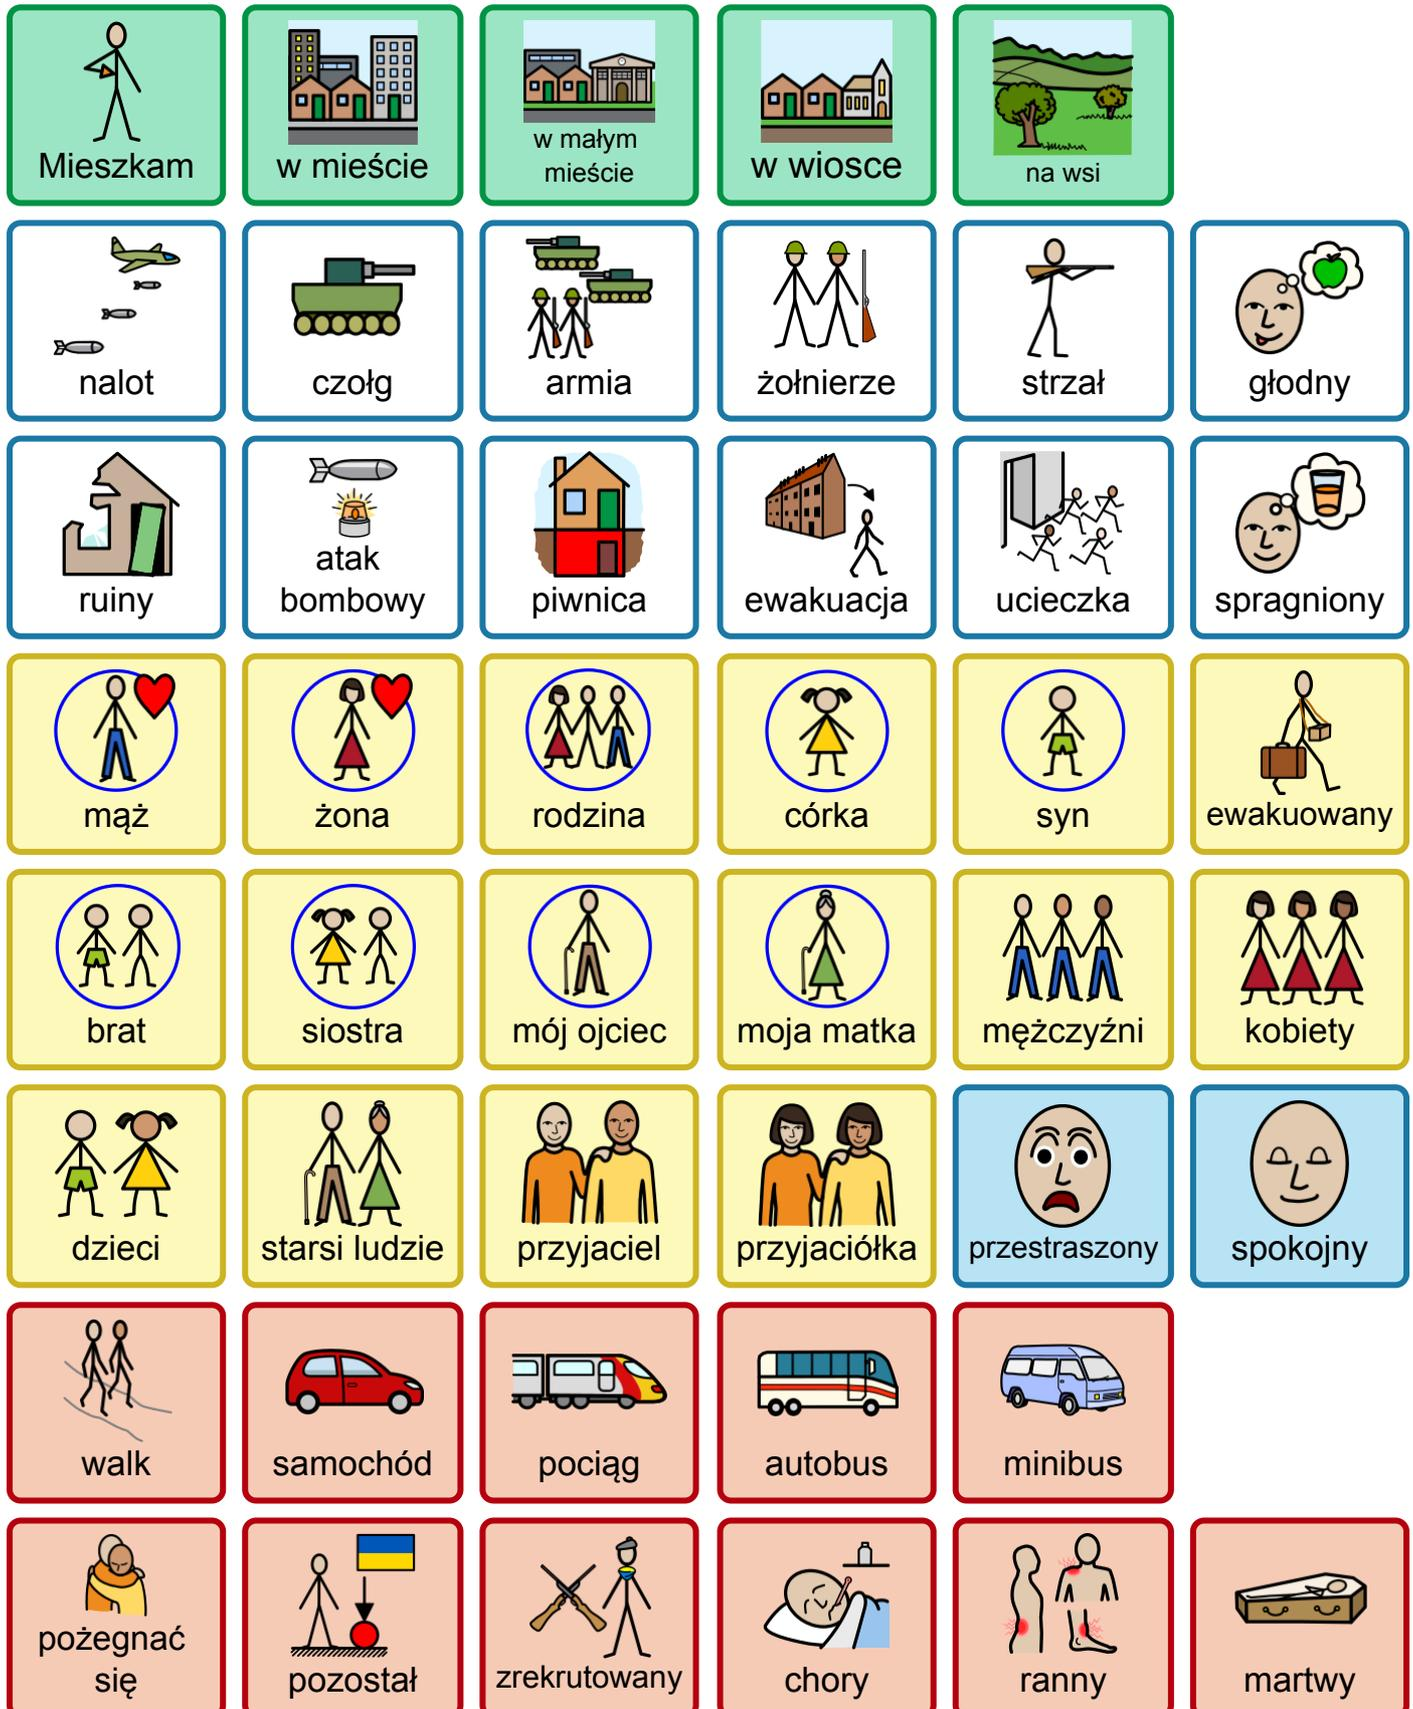 Mieszkam
w mieście
w małym
mieście
w wiosce
na wsi
nalot
czołg
armia
żołnierze
strzał
głodny
ruiny
atak
bombowy
piwnica
ewakuacja
ucieczka
spragniony
mąż
żona
rodzina
córka
syn
ewakuowany
brat
siostra
mój ojciec
moja matka
mężczyźni
kobiety
dzieci
starsi ludzie
przyjaciel
przyjaciółka
przestraszony
spokojny
walk
samochód
pociąg
autobus
minibus
pożegnać
się
pozostał
zrekrutowany
chory
ranny
martwy